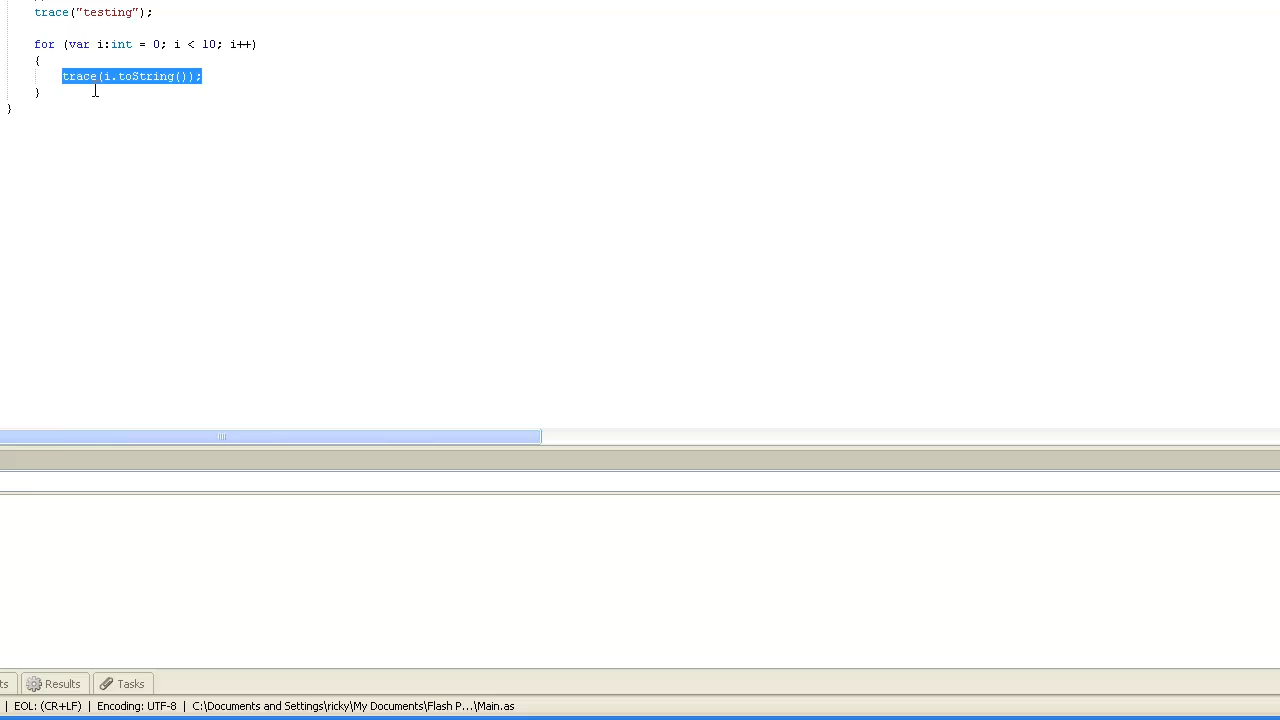 trace("testing");
for (var i:int = 0; i < 10; i++)
{
trace(i.toString());
}
}
ts Results Tasks
| EOL: (CR+LF) | Encoding: UTF-8 | C:\Documents and Settings\ricky\My Documents\Flash P...\Main.as